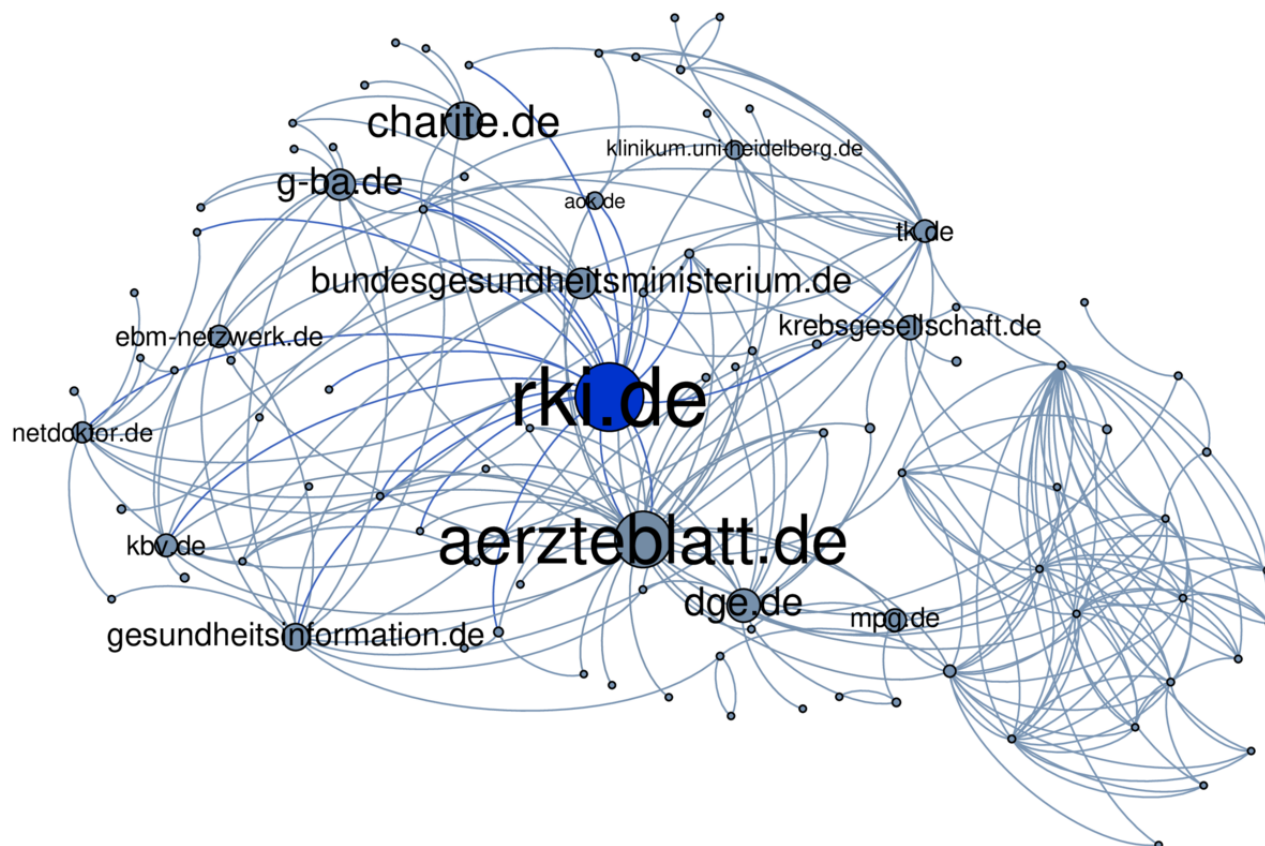 charite.de
klinikum.uni-heidelberg.de
g-ba.de
aok.de
tk.de
bundesgesundheitsministerium.de
krebsgesellschaft.de
ebm-netzwerk.de
rki.de
netdoktor.de
aerzteblatt.de
kbv.de
dge.de
mpg.de
gesundheitsinformation.de